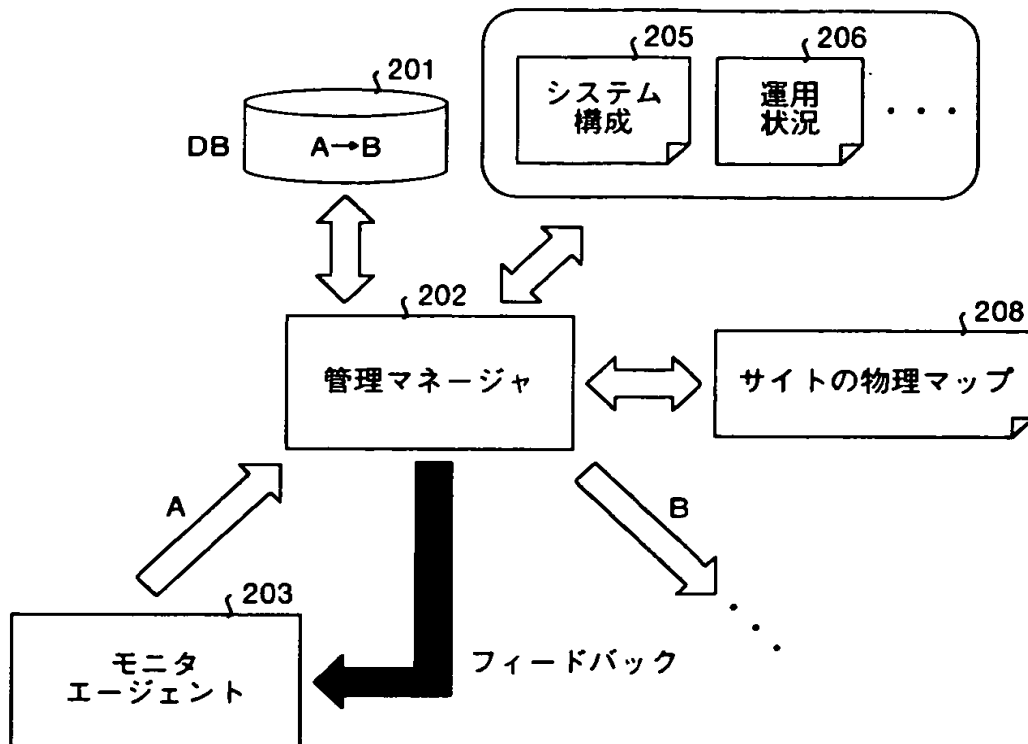 205
206
201
システム
構成
運用
状況
・・・
DB
A→B
202
208
管理マネージャ
サイトの物理マップ
A
B
203
モニタ
エージェント
フィードバック